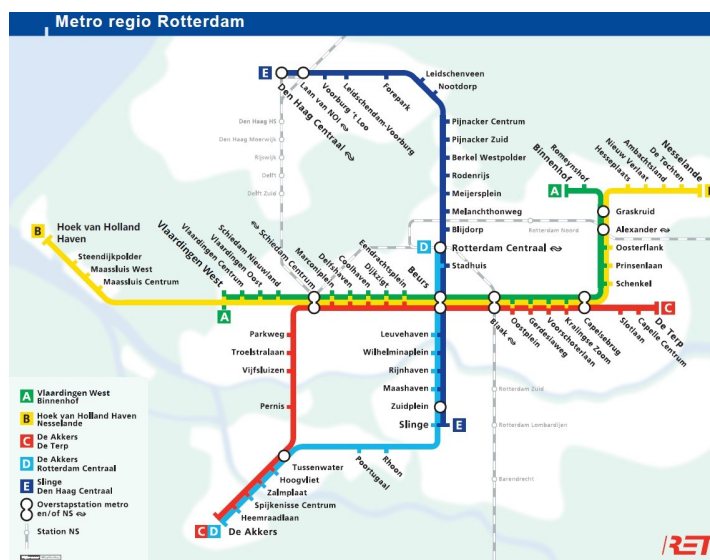 Metro regio Rotterdam
E
Den Haag Centraal
Laan van NOI
Voorburg 't Loo
Leidschendam-Voorburg
Forepark
Leidschenveen
Nootdorp
Den Haag HS
Den Haag Moerwijk
Rijswijk
Delft
Delft Zuid
Pijnacker Centrum
Pijnacker Zuid
Berkel Westpolder
Rodenrijs
Meijersplein
Melanchthonweg
Blijdorp
D
Rotterdam Centraal
Stadhuis
Rotterdam Noord
A
Binnenhof
Romeynshof
Hesseplaats
Nieuw Verlaat
Ambachtsland
De Tochten
Nesselande
Graskruid
Alexander
Oosterflank
Prinsenlaan
Schenkel
B
Hoek van Holland
Haven
Steendijkpolder
Maassluis West
Maassluis Centrum
Vlaardingen West
Vlaardingen Centrum
Vlaardingen Oost
Schiedam Nieuwland
Schiedam Centrum
Marconiplein
Delfshaven
Coolhaven
Dijkzigt
Eendrachtsplein
Beurs
A
C
Blaak
Oostplein
Gerdesiaweg
Voorschoterlaan
Kralingse Zoom
Capelsebrug
Slotlaan
Capelle Centrum
De Terp
Parkweg
Troelstralaan
Vijfsluizen
Pernis
Leuvehaven
Wilhelminaplein
Rijnhaven
Maashaven
Zuidplein
Slinge
E
Rotterdam Zuid
Rotterdam Lombardijen
Barendrecht
Tussenwater
Hoogvliet
Zalmplaat
Spijkenisse Centrum
Heemraadlaan
Poortugaal
Rhoon
C D De Akkers
A Vlaardingen West
Binnenhof
B Hoek van Holland Haven
Nesselande
C De Akkers
De Terp
D De Akkers
Rotterdam Centraal
E Slinge
Den Haag Centraal
Overstapstation metro
en/of NS
Station NS
RET